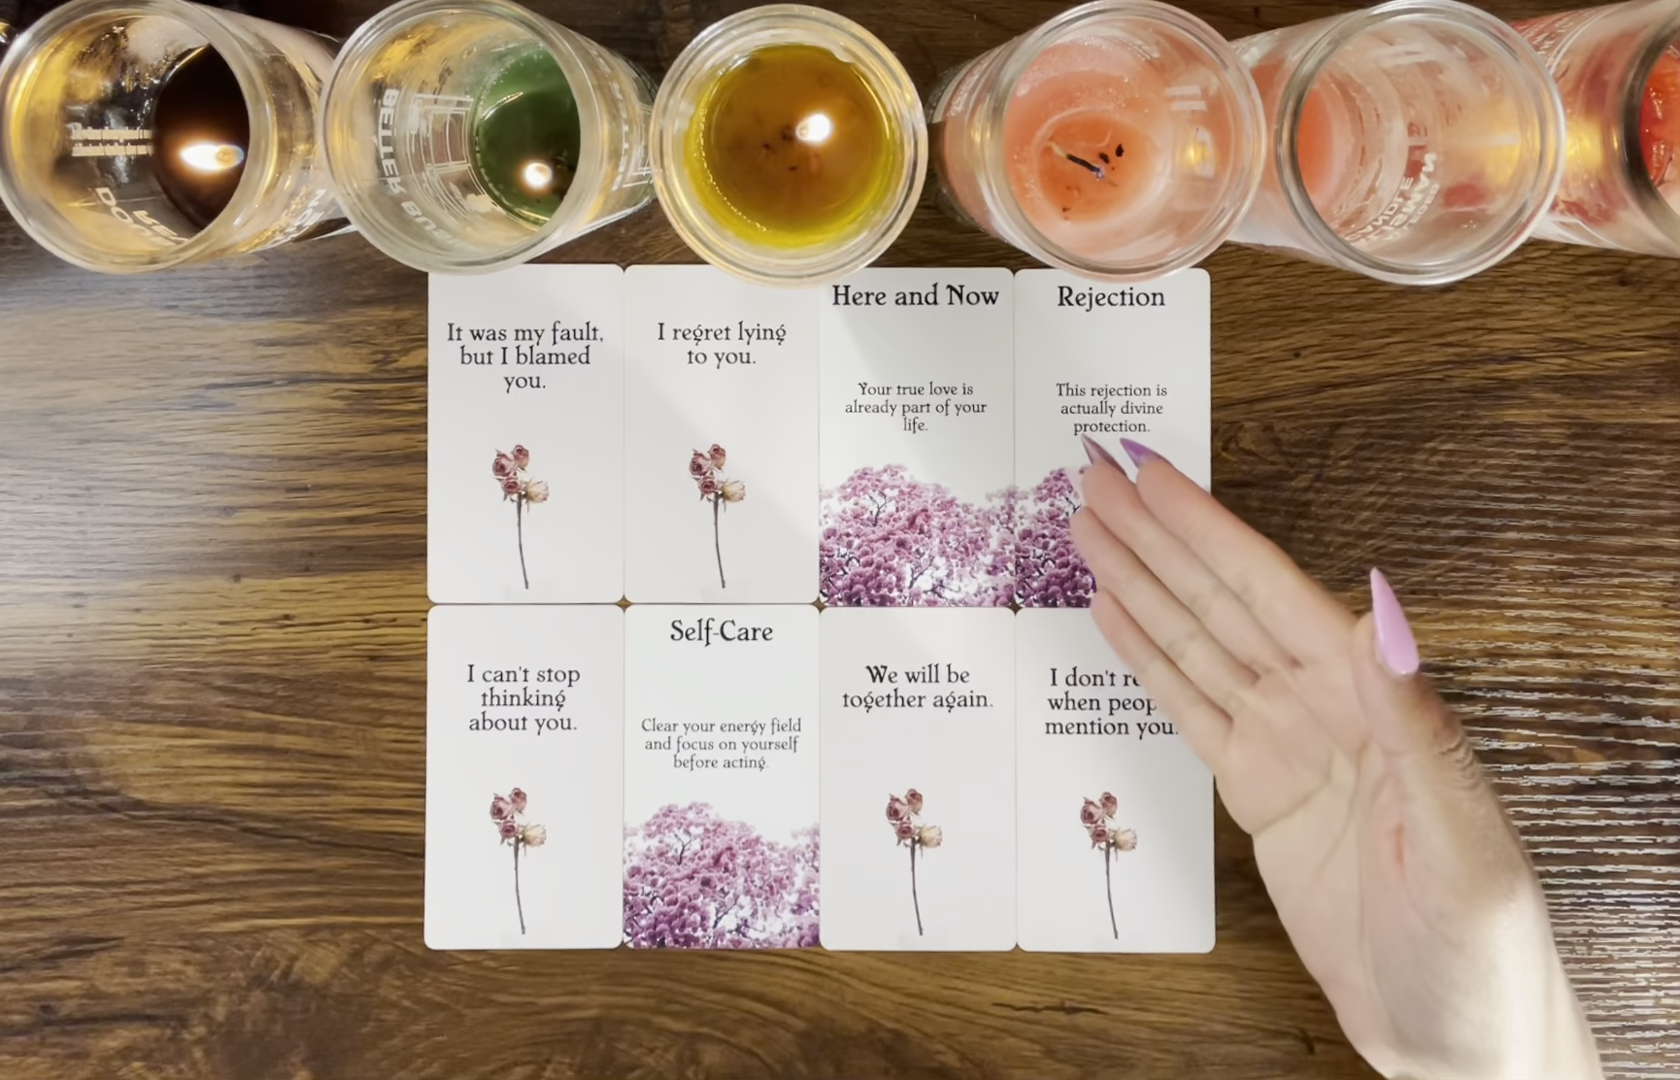 It was my fault,
but I blamed
you.
I regret lying
to you.
Here and Now
Your true love is
already part of your
life.
Rejection
This rejection is
actually divine
protection.
I can't stop
thinking
about you.
Self-Care
Clear your energy field
and focus on yourself
before acting.
We will be
together again.
I don't
when
mention you.